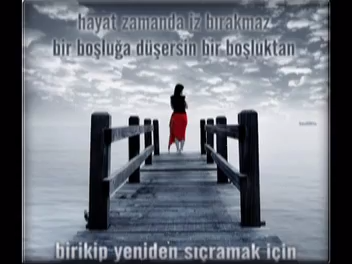 hayat zamanda iz bırakmaz
bir boşluğa düşersin bir boşluktan
birikip yeniden sıçramak için